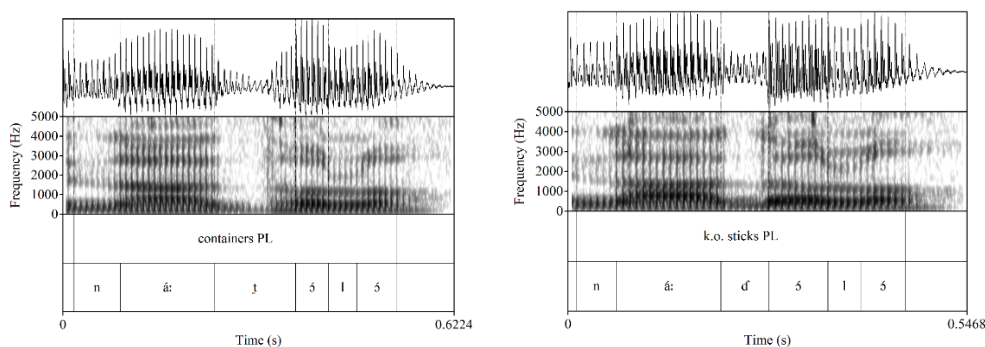 5000
4000
3000
2000
1000
0
Frequency (Hz)
containers PL
n áː t̪ ɔ́ l ɔ́
0 0.6224
Time (s)
5000
4000
3000
2000
1000
0
Frequency (Hz)
k.o. sticks PL
n áː ɗ ɔ́ l ɔ́
0 0.5468
Time (s)